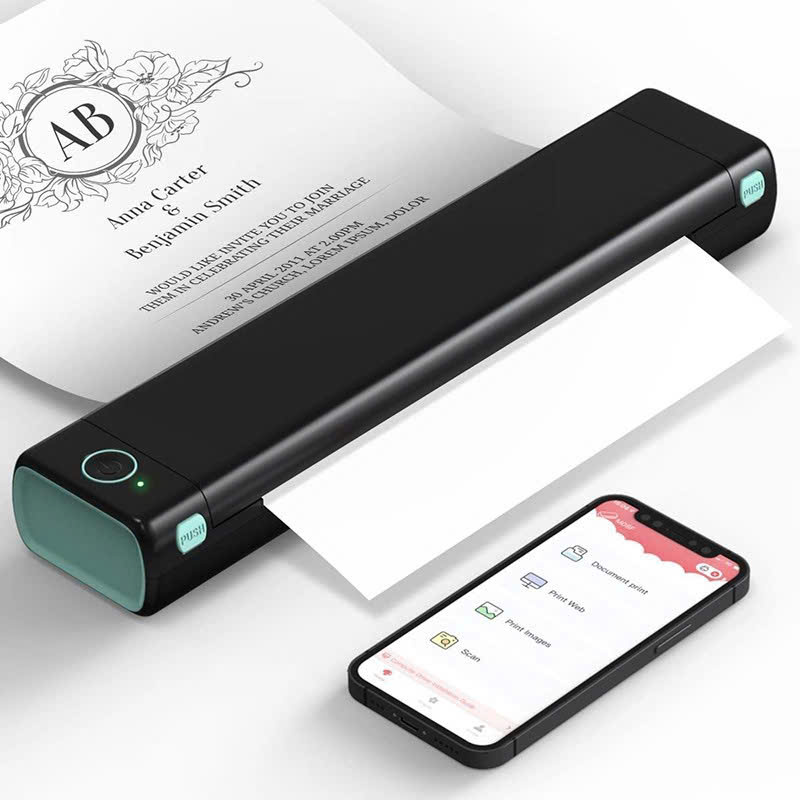 AB
Anna Carter
&
Benjamin Smith
WOULD LIKE INVITE YOU TO JOIN
THEM IN CELEBRATING THEIR MARRIAGE
30 APRIL 2011 AT 2.00PM
ANDREW'S CHURCH, LOREM IPSUM, DOLOR
PUSH
PUSH
Document print
Print Web
Print Images
Scan